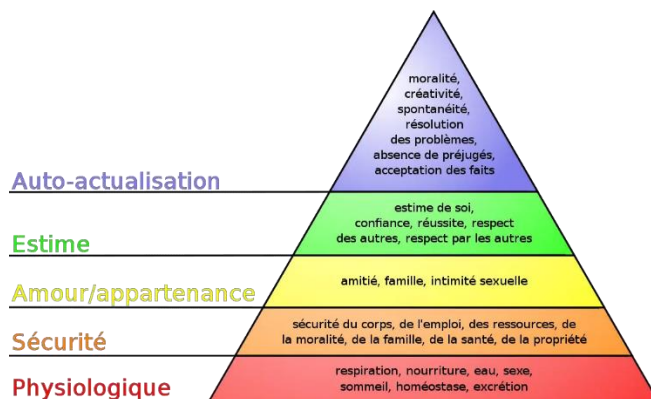 moralité,
créativité,
spontanéité,
résolution
des problèmes,
absence de préjugés,
acceptation des faits
Auto-actualisation
estime de soi,
confiance, réussite, respect
des autres, respect par les autres
Estime
amitié, famille, intimité sexuelle
Amour/appartenance
sécurité du corps, de l'emploi, des ressources, de
la moralité, de la famille, de la santé, de la propriété
Sécurité
respiration, nourriture, eau, sexe,
sommeil, homéostase, excrétion
Physiologique